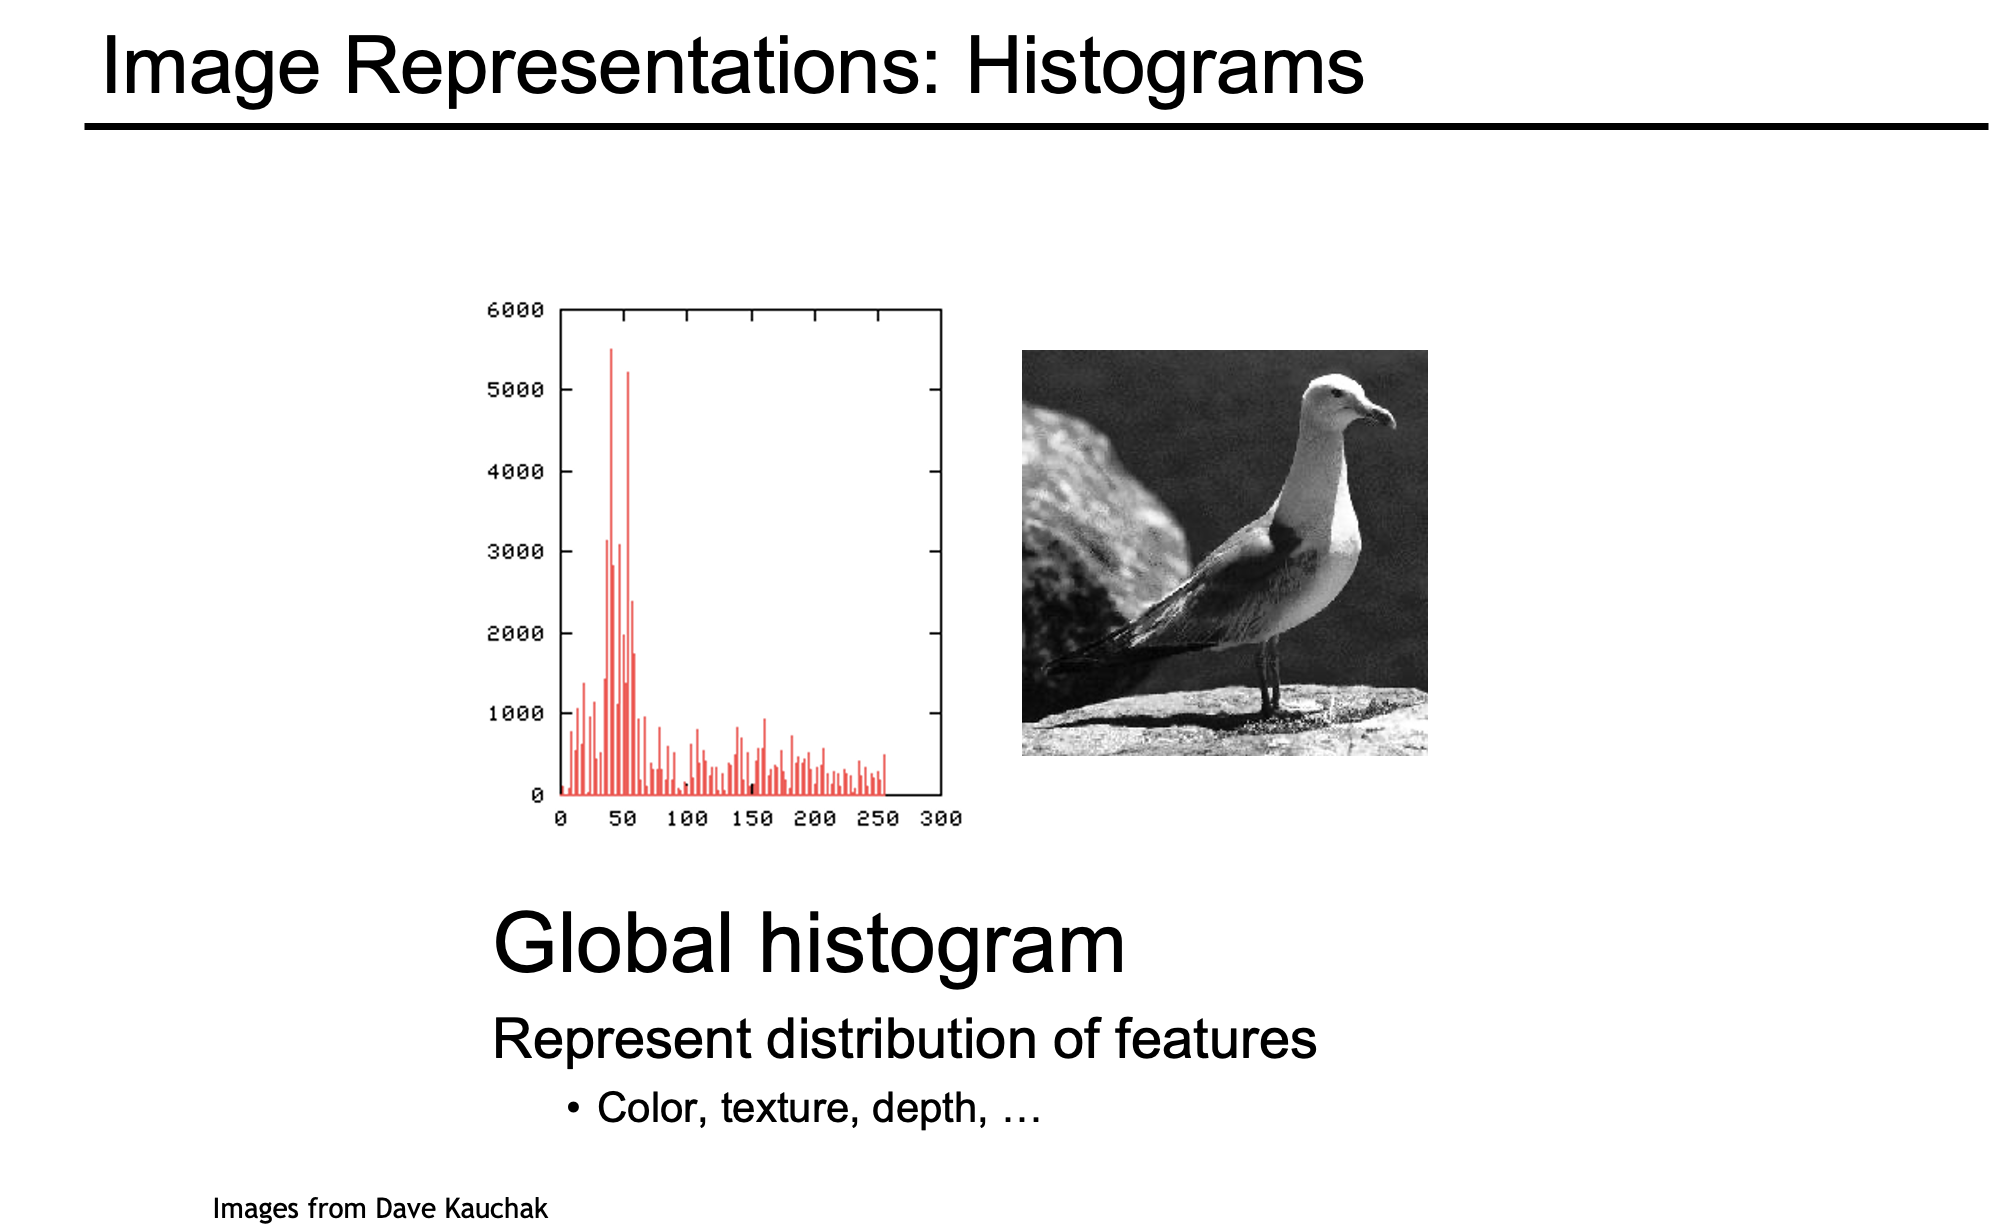 Image Representations: Histograms
6000
5000
4000
3000
2000
1000
0
0 50 100 150 200 250 300
Global histogram
Represent distribution of features
• Color, texture, depth, …
Images from Dave Kauchak